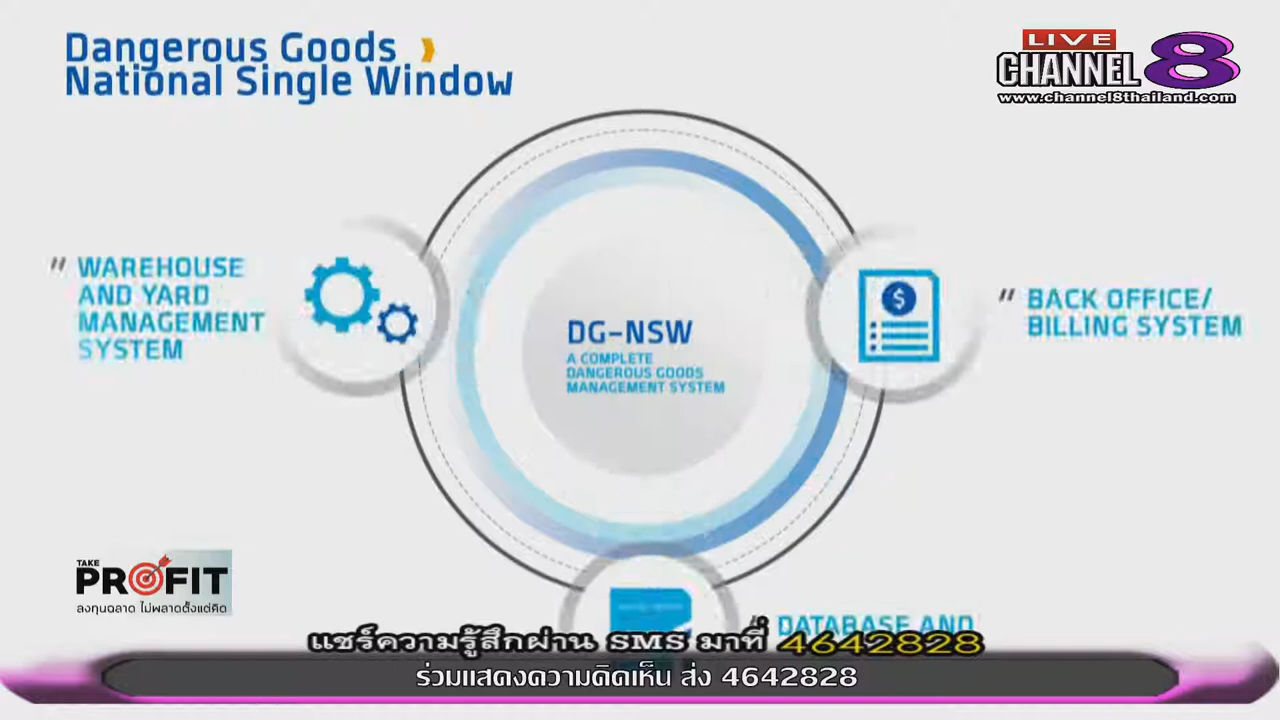 Dangerous Goods
National Single Window
LIVE
CHANNEL 8
www.channel8thailand.com
" WAREHOUSE
AND YARD
MANAGEMENT
SYSTEM
DG-NSW
A COMPLETE
DANGEROUS GOODS
MANAGEMENT SYSTEM
" BACK OFFICE/
BILLING SYSTEM
TAKE
PROFIT
ลงทุนฉลาด ไม่พลาดตั้งแต่คิด
" DATABASE AND
แชร์ความรู้สึกผ่าน SMS มาที่ 4642828
ร่วมแสดงความคิดเห็น ส่ง 4642828